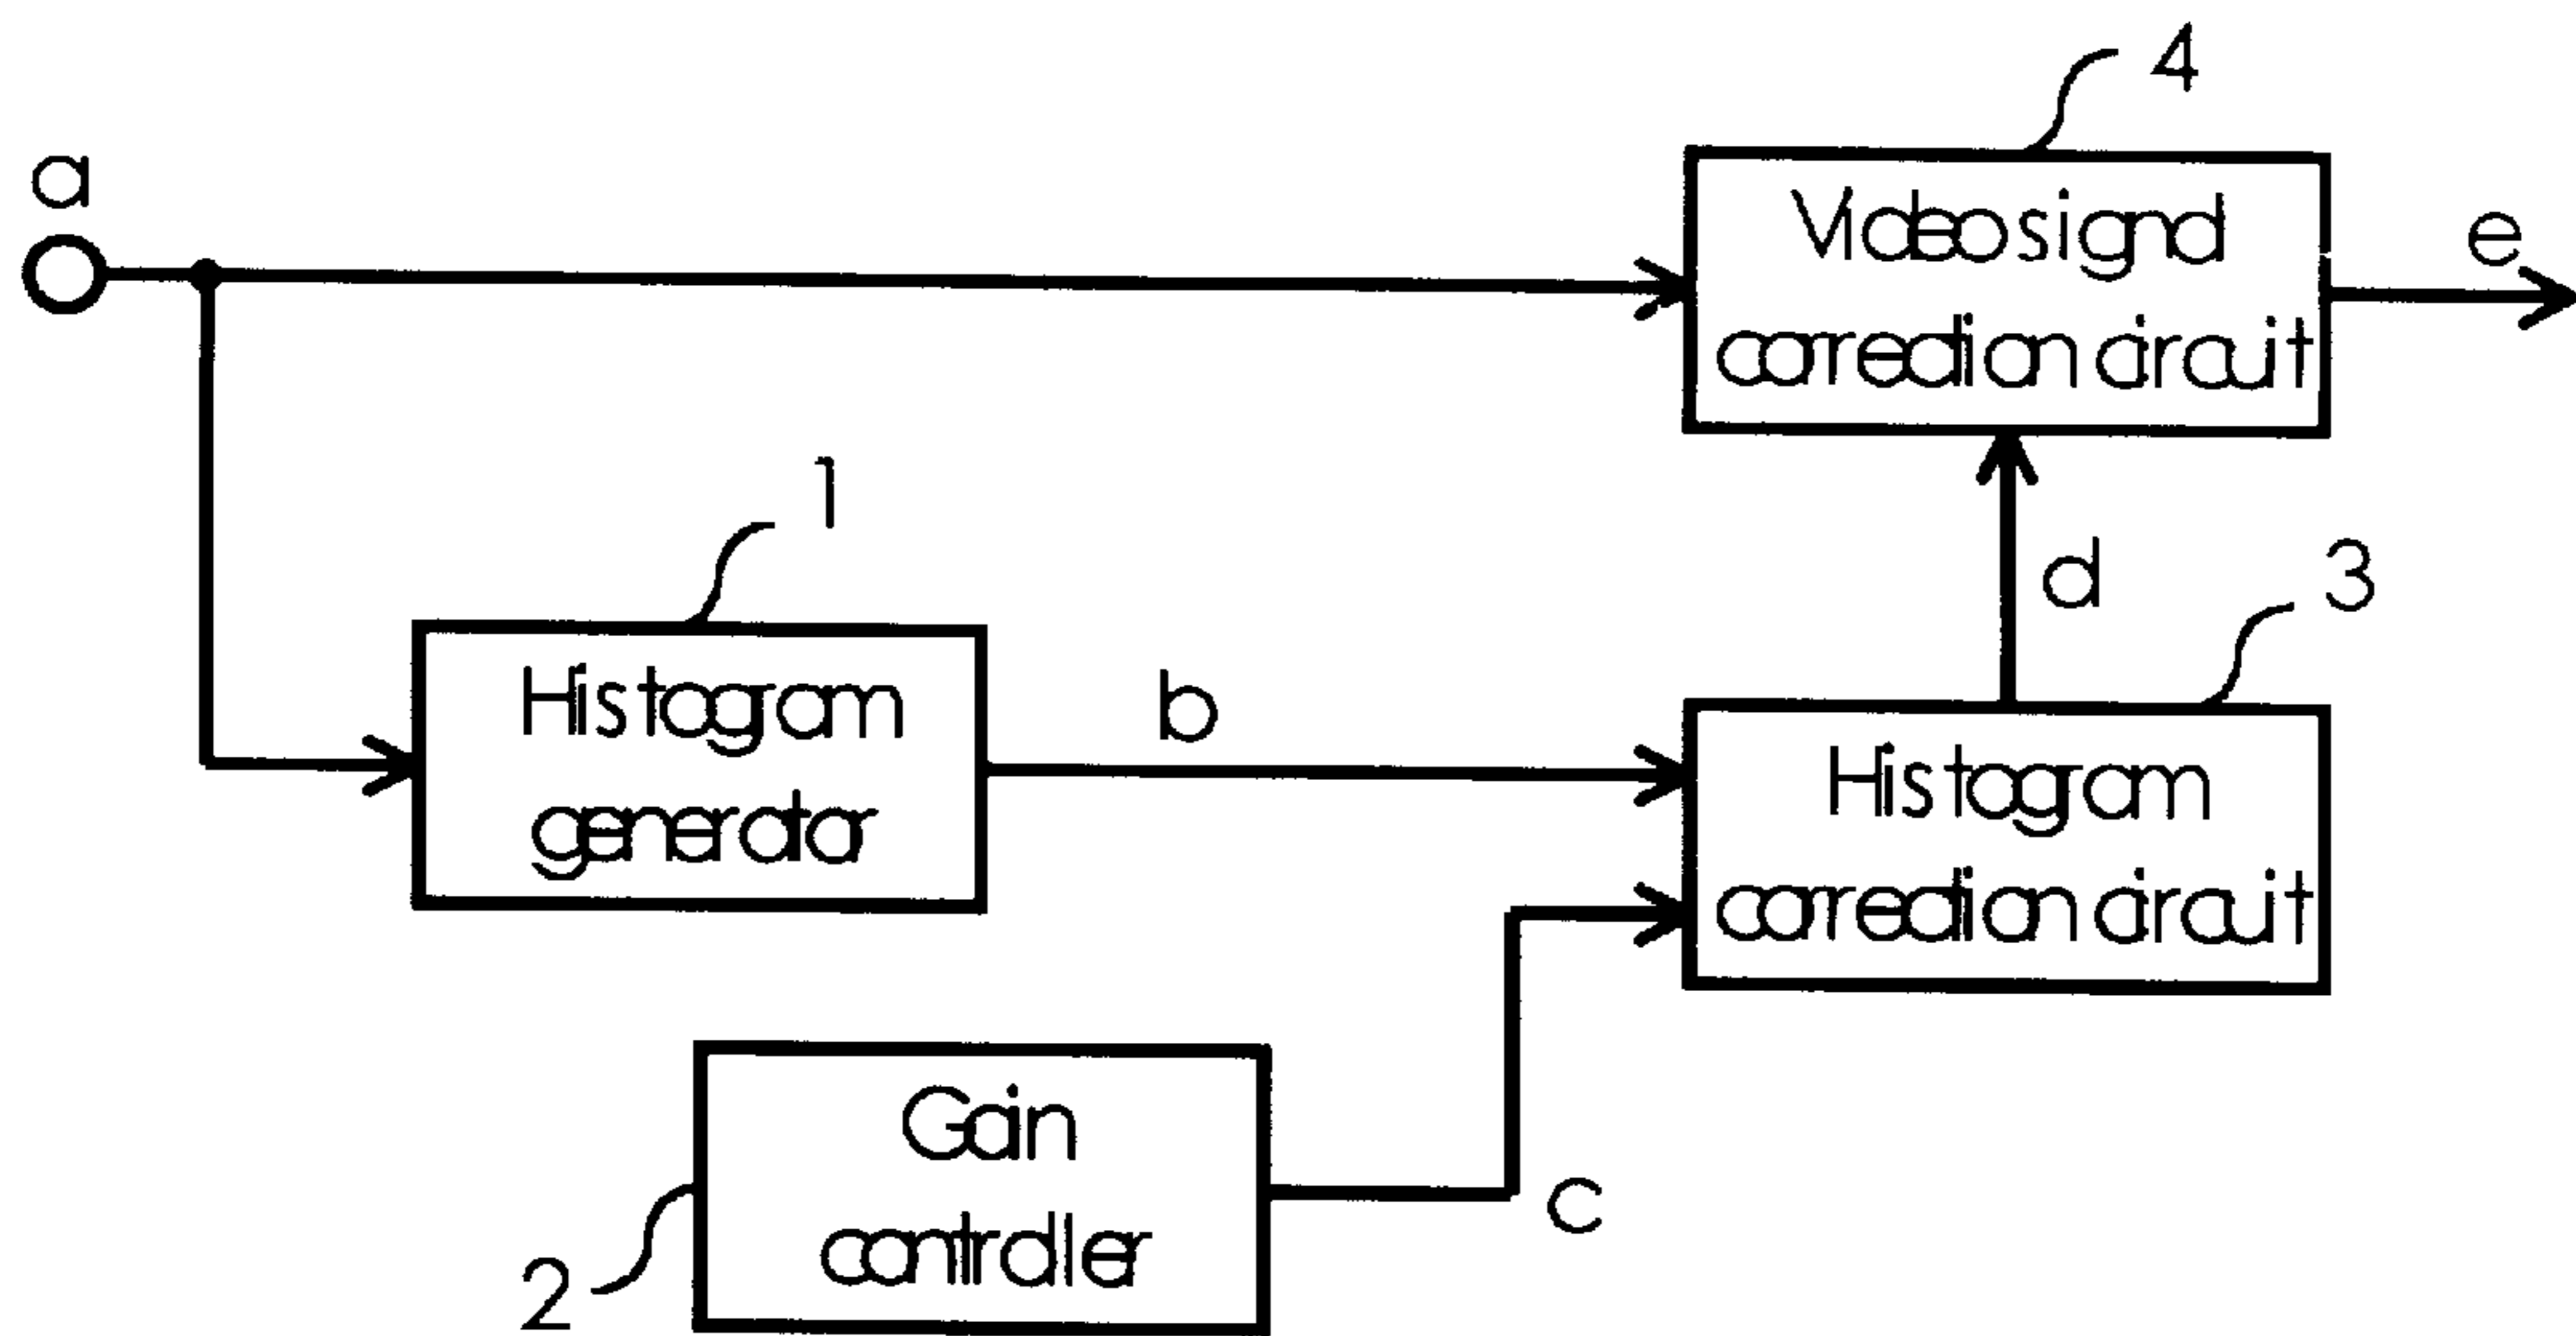 4
a
Video signal
correction circuit
e
1
d
3
Histogram
generator
b
Histogram
correction circuit
Gain
controller
c
2